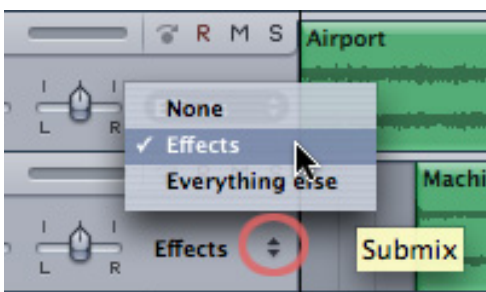 R M S
Airport
L R
None
✓ Effects
Everything else
Machi
L R
Effects
Submix